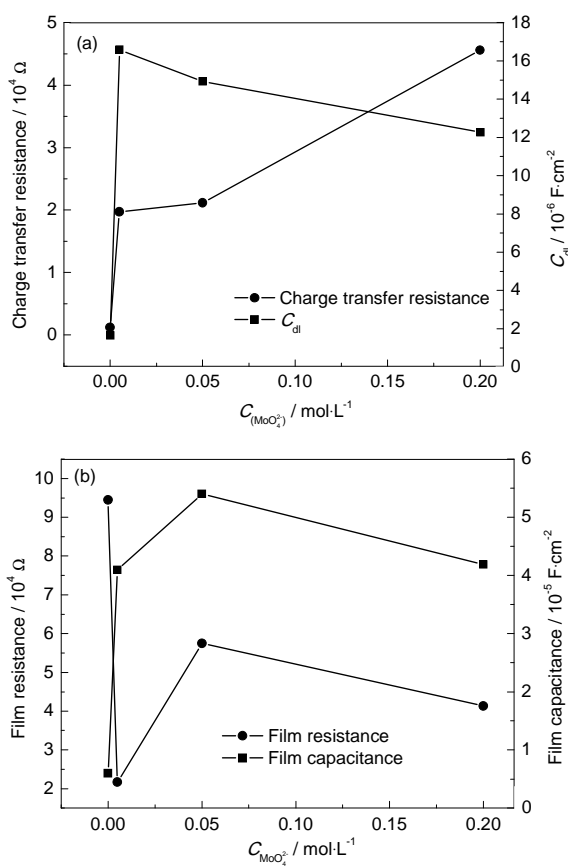 (a)
Charge transfer resistance / 10⁴ Ω
5
4
3
2
1
0
18
16
14
12
10
8
6
4
2
0
C_dl / 10⁻⁶ F·cm⁻²
Charge transfer resistance
C_dl
0.00 0.05 0.10 0.15 0.20
C_(MoO₄²⁻) / mol·L⁻¹
(b)
Film resistance / 10⁴ Ω
10
9
8
7
6
5
4
3
2
6
5
4
3
2
1
0
Film capacitance / 10⁻⁵ F·cm⁻²
Film resistance
Film capacitance
0.00 0.05 0.10 0.15 0.20
C_MoO₄²⁻ / mol·L⁻¹